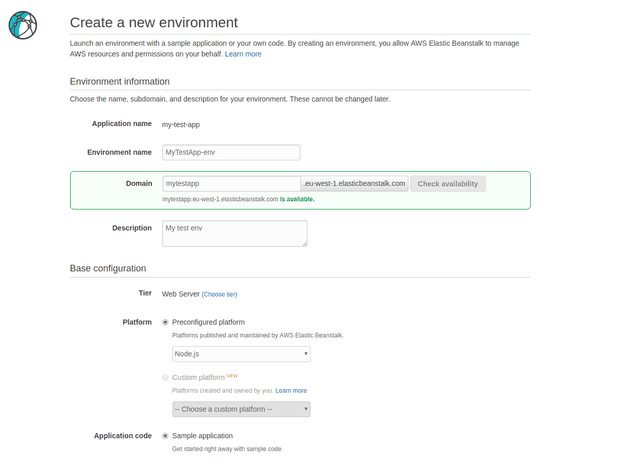 Create a new environment
Launch an environment with a sample application or your own code. By creating an environment, you allow AWS Elastic Beanstalk to manage
AWS resources and permissions on your behalf. Learn more
Environment information
Choose the name, subdomain, and description for your environment. These cannot be changed later.
Application name my-test-app
Environment name MyTestApp-env
Domain mytestapp .eu-west-1.elasticbeanstalk.com Check availability
mytestapp.eu-west-1.elasticbeanstalk.com is available.
Description My test env
Base configuration
Tier Web Server (Choose tier)
Platform Preconfigured platform
Platforms published and maintained by AWS Elastic Beanstalk.
Node.js
Custom platform NEW
Platforms created and owned by you. Learn more
-- Choose a custom platform --
Application code Sample application
Get started right away with sample code.